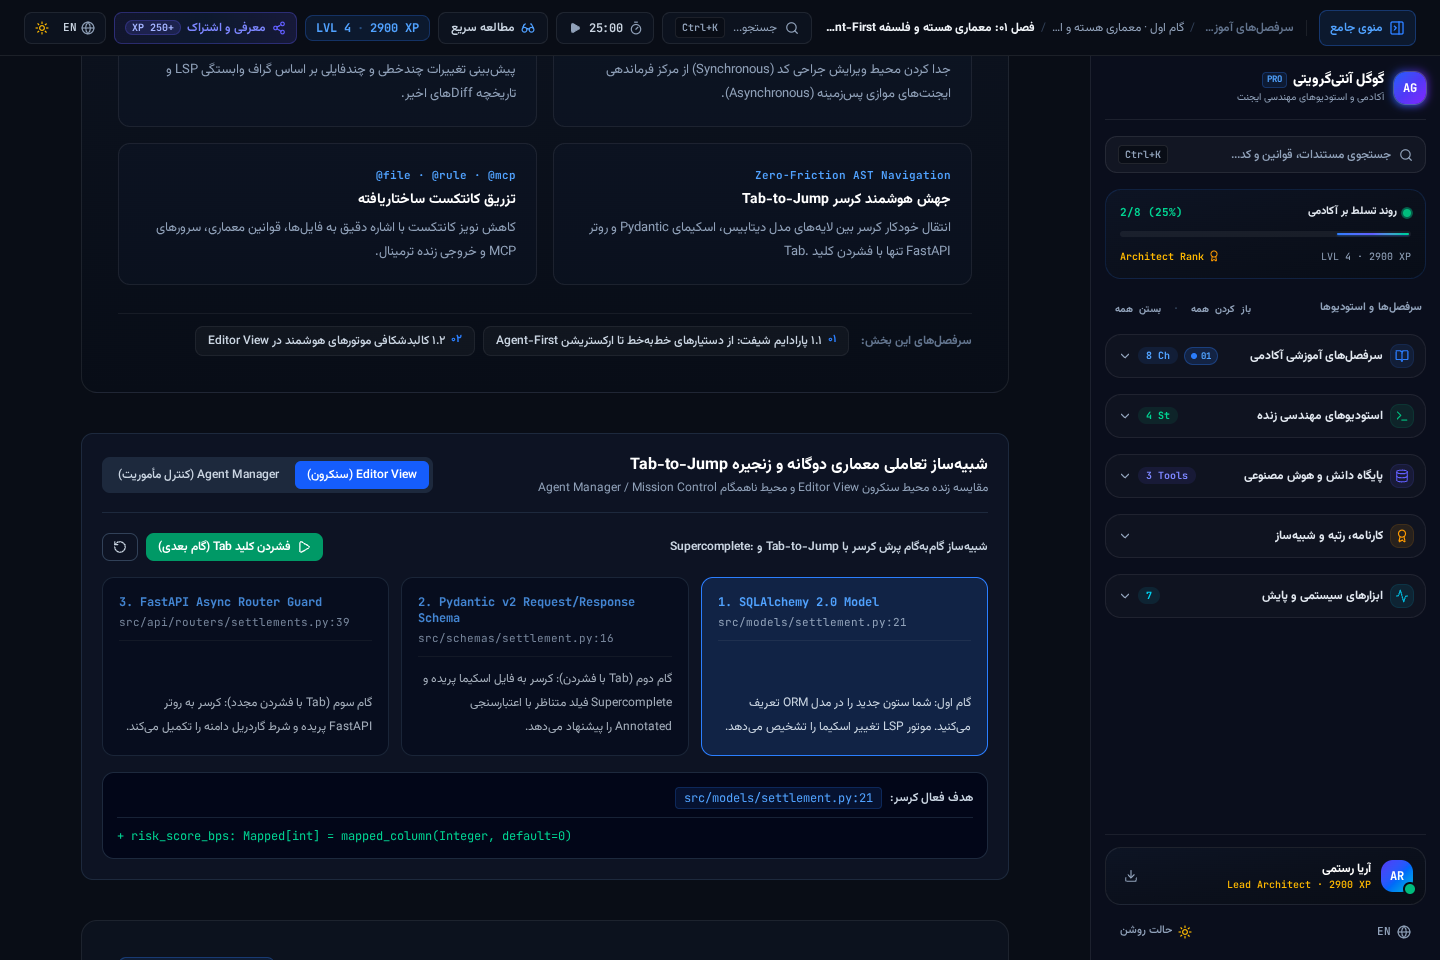 منوی جامع
سرفصل‌های آموز... / گام اول · معماری هسته و ا... / فصل ۰۱: معماری هسته و فلسفه nt-First...
جستجو... Ctrl+K
25:00
مطالعه سریع
LVL 4 · 2900 XP
معرفی و اشتراک +250 XP
EN
AG
گوگل آنتی‌گرویتی PRO
آکادمی و استودیوهای مهندسی ایجنت
جستجوی مستندات، قوانین و کد... Ctrl+K
روند تسلط بر آکادمی 2/8 (25%)
LVL 4 · 2900 XP Architect Rank
سرفصل‌ها و استودیوها باز کردن همه · بستن همه
سرفصل‌های آموزشی آکادمی 01 8 Ch
استودیوهای مهندسی زنده 4 St
پایگاه دانش و هوش مصنوعی 3 Tools
کارنامه، رتبه و شبیه‌ساز
ابزارهای سیستمی و پایش 7
AR
آریا رستمی
Lead Architect · 2900 XP
EN حالت روشن
جدا کردن محیط ویرایش جراحی کد (Synchronous) از مرکز فرماندهی
ایجنت‌های موازی پس‌زمینه (Asynchronous).
پیش‌بینی تغییرات چندخطی و چندفایلی بر اساس گراف وابستگی LSP و
تاریخچه Diffهای اخیر.
Zero-Friction AST Navigation
جهش هوشمند کرسر Tab-to-Jump
انتقال خودکار کرسر بین لایه‌های مدل دیتابیس، اسکیمای Pydantic و روتر
FastAPI تنها با فشردن کلید Tab.
@file · @rule · @mcp
تزریق کانتکست ساختاریافته
کاهش نویز کانتکست با اشاره دقیق به فایل‌ها، قوانین معماری، سرورهای
MCP و خروجی زنده ترمینال.
سرفصل‌های این بخش:
۰۱ ۱.۱ پارادایم شیفت: از دستیارهای خط‌به‌خط تا ارکستریشن Agent-First
۰۲ ۱.۲ کالبدشکافی موتورهای هوشمند در Editor View
شبیه‌ساز تعاملی معماری دوگانه و زنجیره Tab-to-Jump
مقایسه زنده محیط سنکرون Editor View و محیط ناهمگام Agent Manager / Mission Control
Editor View (سنکرون)
Agent Manager (کنترل مأموریت)
شبیه‌ساز گام‌به‌گام پرش کرسر با Tab-to-Jump و Supercomplete:
فشردن کلید Tab (گام بعدی)
1. SQLAlchemy 2.0 Model
src/models/settlement.py:21
گام اول: شما ستون جدید را در مدل ORM تعریف
می‌کنید. موتور LSP تغییر اسکیما را تشخیص می‌دهد.
2. Pydantic v2 Request/Response
Schema
src/schemas/settlement.py:16
گام دوم (Tab با فشردن): کرسر به فایل اسکیما پریده و
Supercomplete فیلد متناظر با اعتبارسنجی
Annotated را پیشنهاد می‌دهد.
3. FastAPI Async Router Guard
src/api/routers/settlements.py:39
گام سوم (Tab با فشردن مجدد): کرسر به روتر
FastAPI پریده و شرط گاردریل دامنه را تکمیل می‌کند.
هدف فعال کرسر: src/models/settlement.py:21
+ risk_score_bps: Mapped[int] = mapped_column(Integer, default=0)